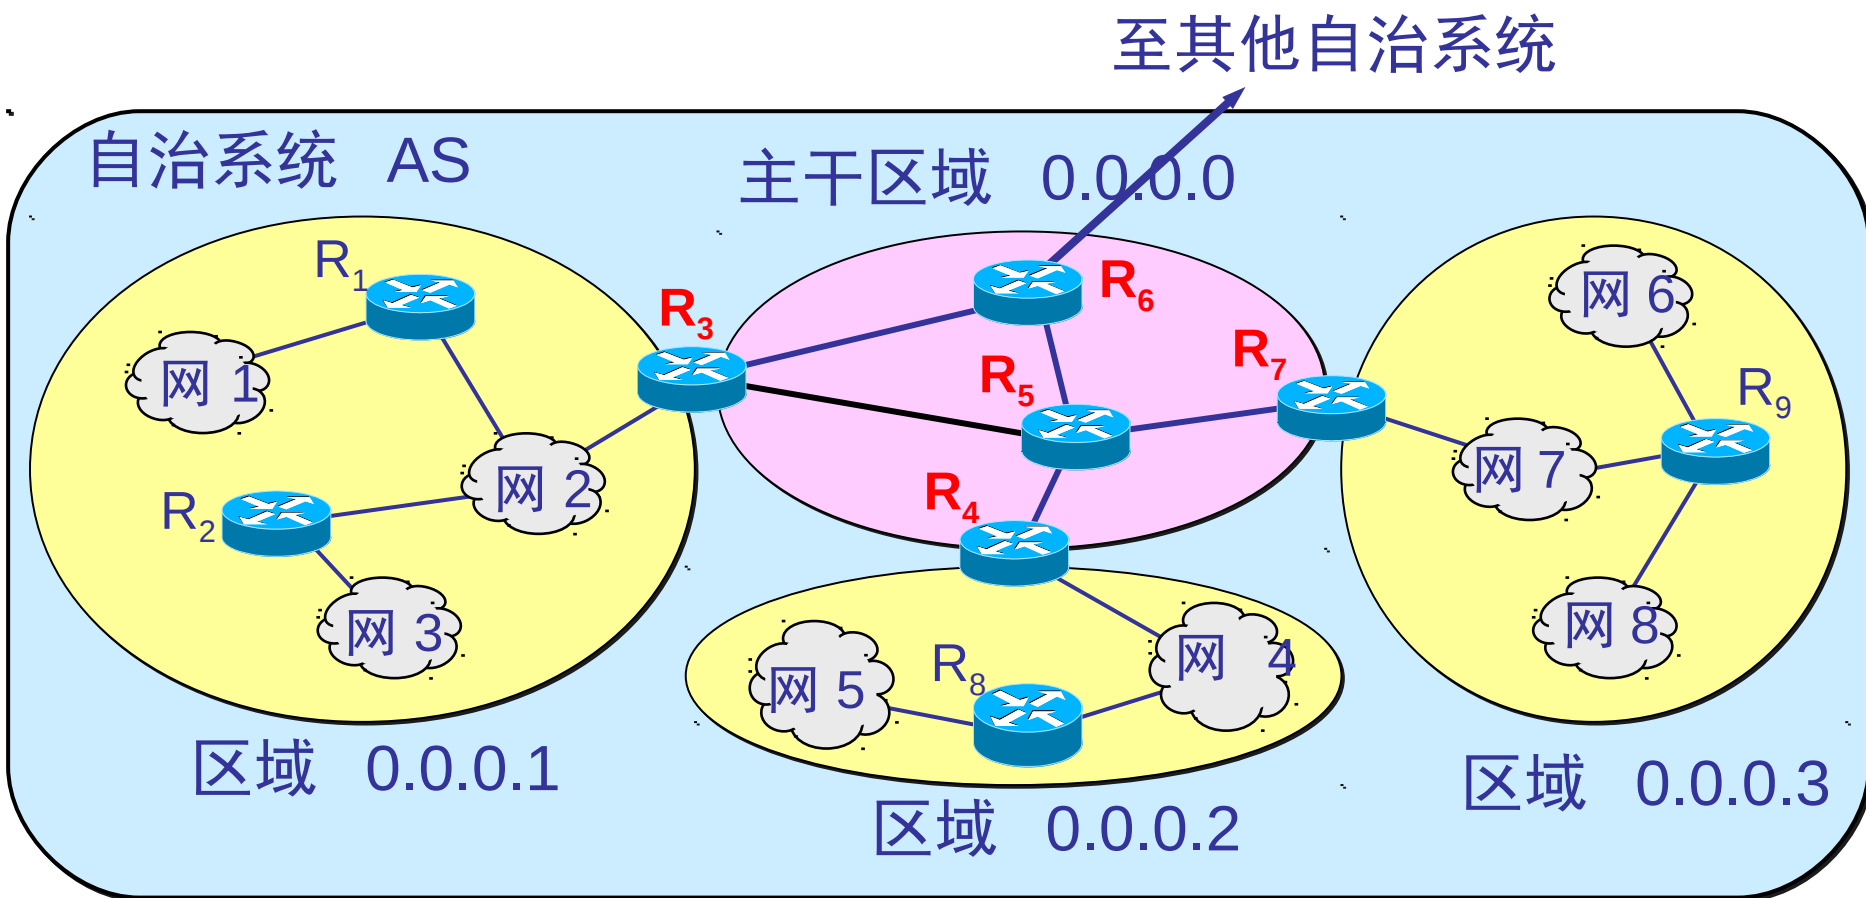 至其他自治系统
自治系统 AS
主干区域 0.0.0.0
R1
R3
R6
R7
R5
R9
R4
R2
R8
网 1
网 2
网 3
网 4
网 5
网 6
网 7
网 8
区域 0.0.0.1
区域 0.0.0.2
区域 0.0.0.3